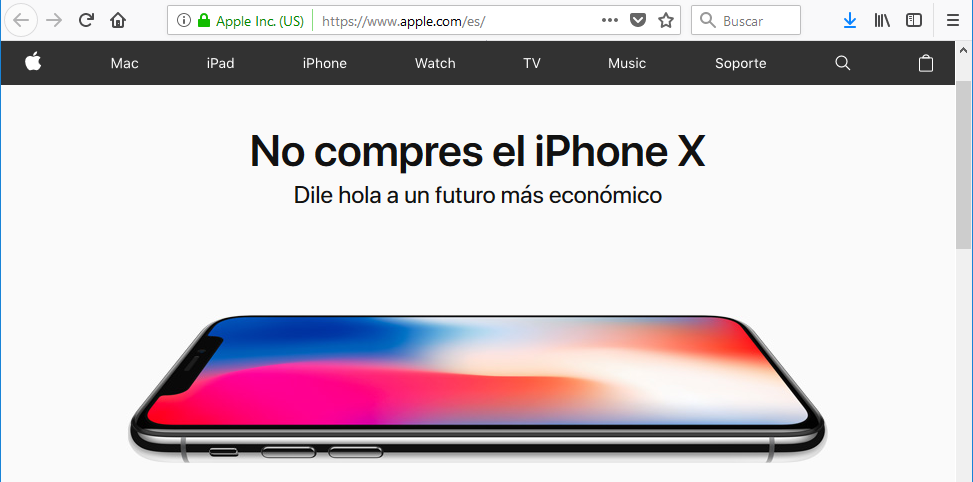 Apple Inc. (US) https://www.apple.com/es/ Buscar
Mac iPad iPhone Watch TV Music Soporte
No compres el iPhone X
Dile hola a un futuro más económico